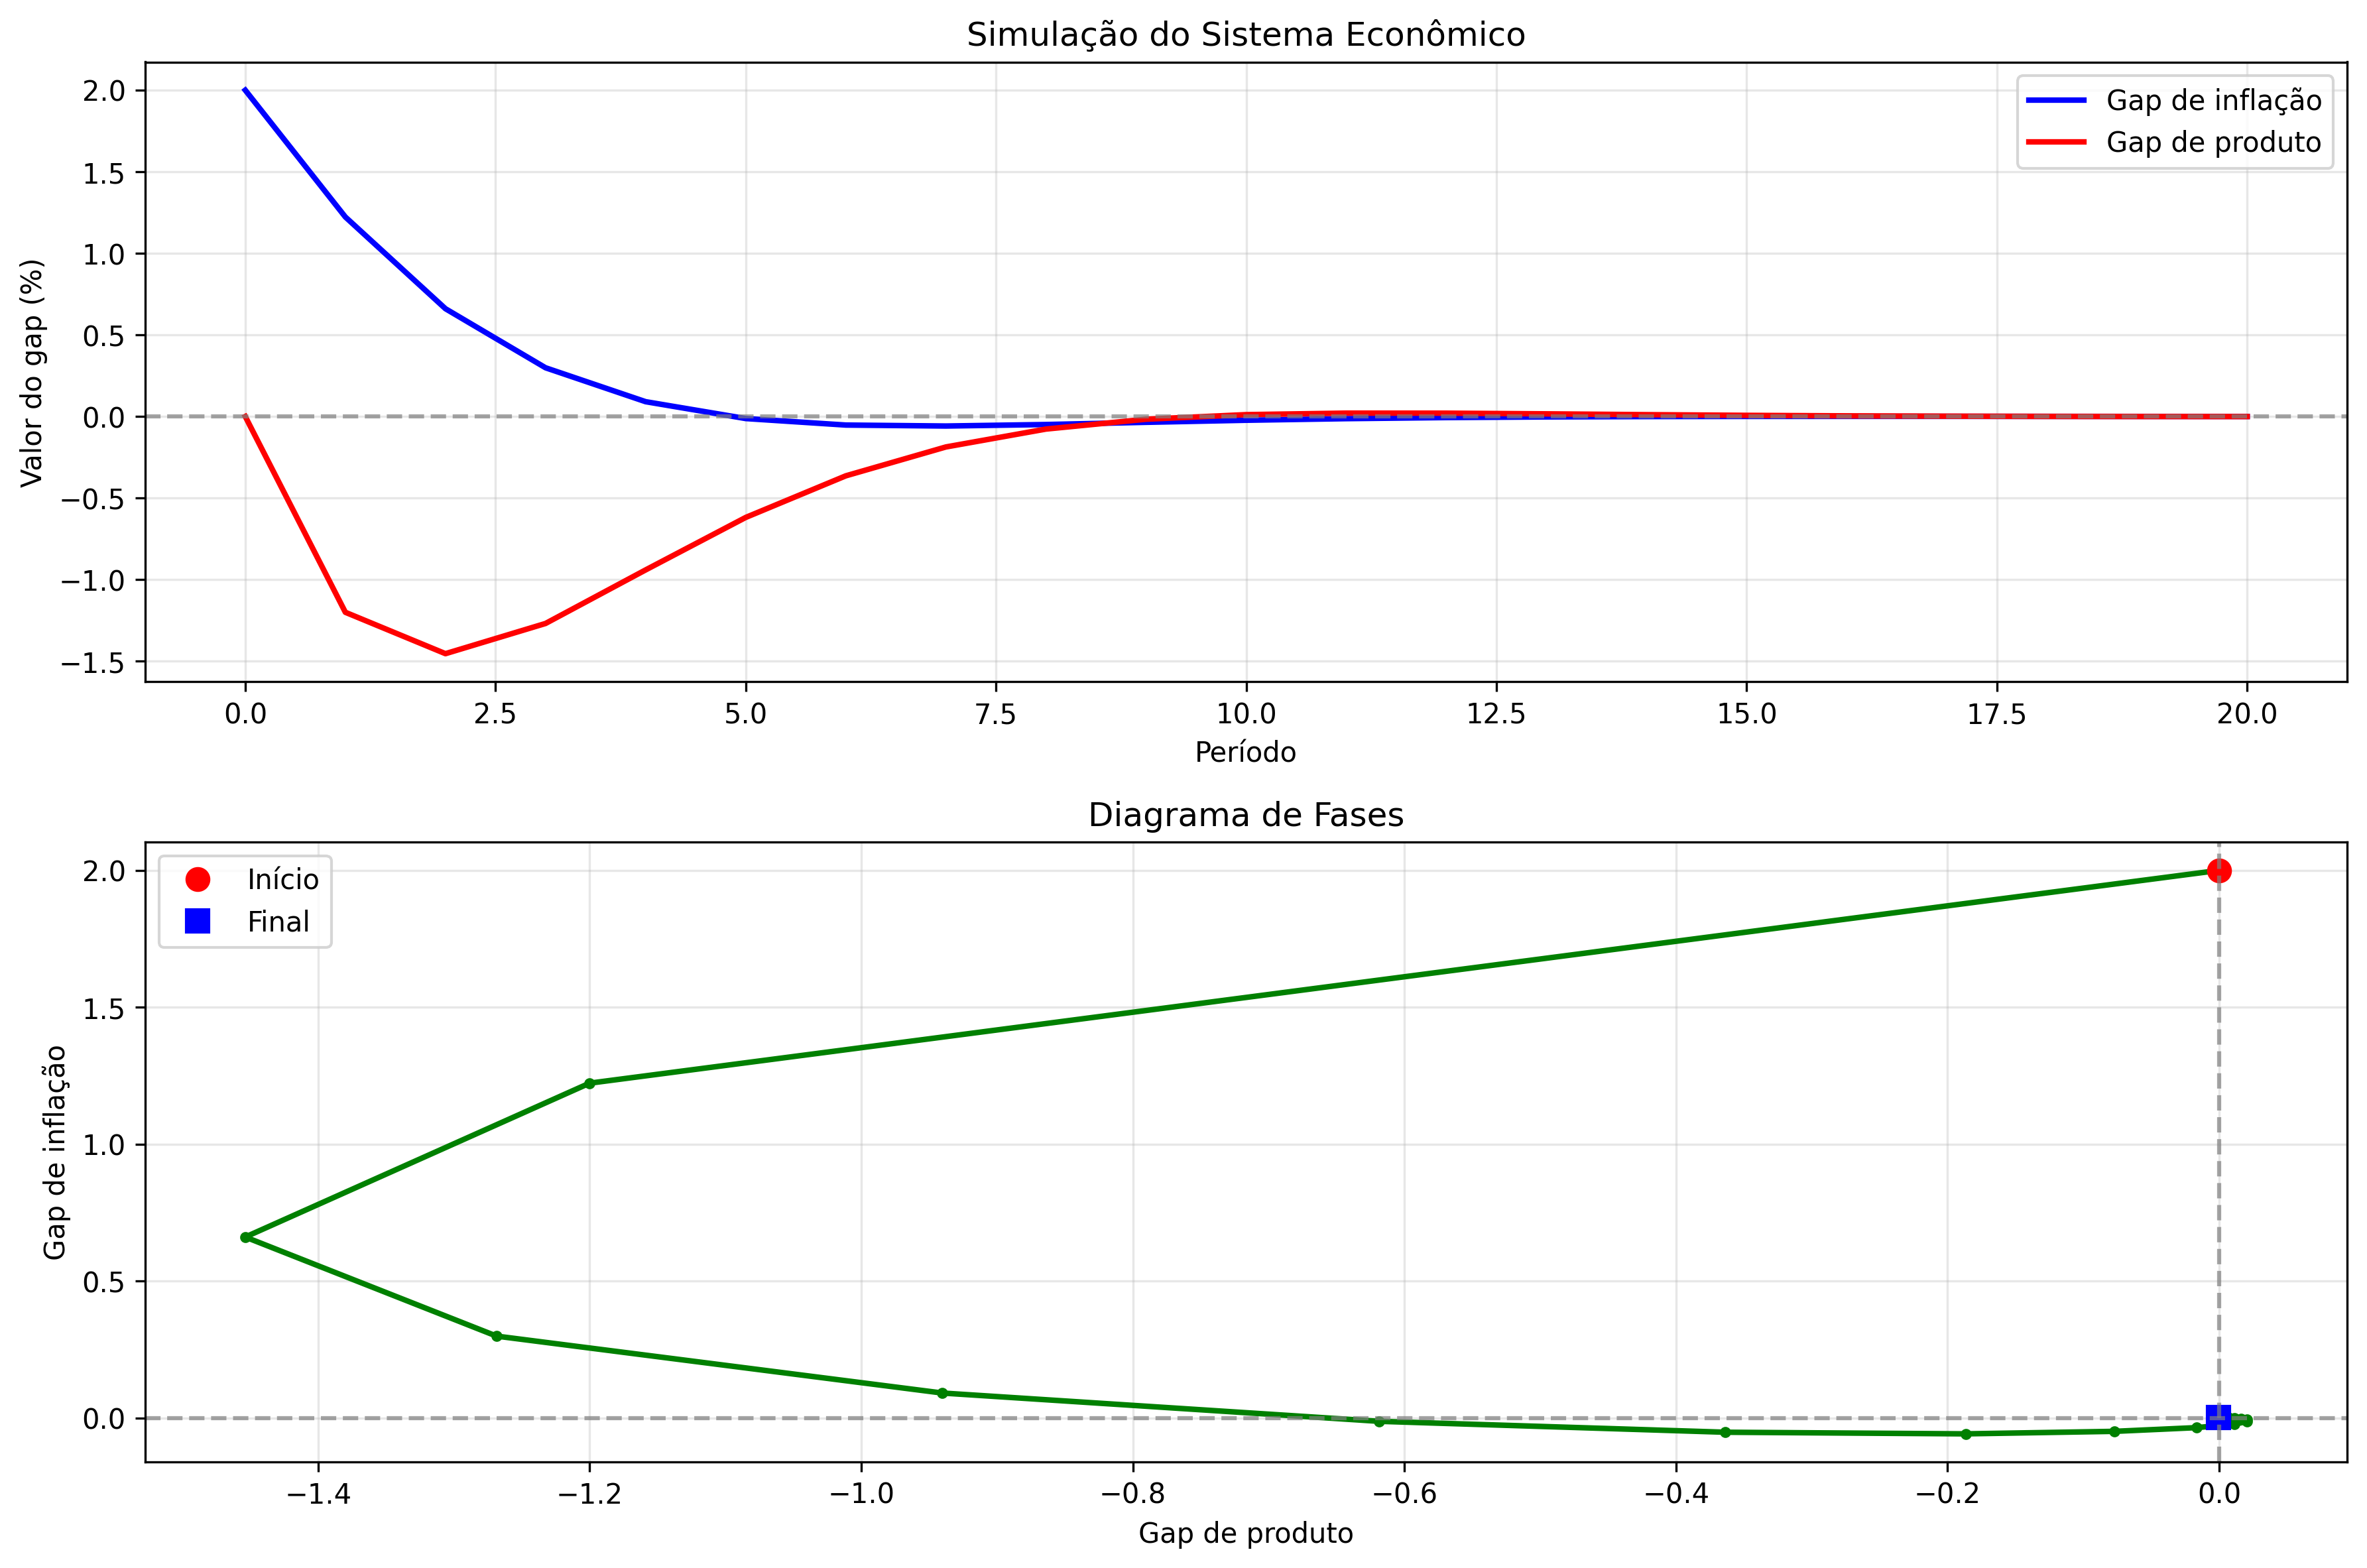 Simulação do Sistema Econômico
Gap de inflação
Gap de produto
Valor do gap (%)
2.0
1.5
1.0
0.5
0.0
−0.5
−1.0
−1.5
0.0 2.5 5.0 7.5 10.0 12.5 15.0 17.5 20.0
Período
Diagrama de Fases
Início
Final
Gap de inflação
2.0
1.5
1.0
0.5
0.0
−1.4 −1.2 −1.0 −0.8 −0.6 −0.4 −0.2 0.0
Gap de produto